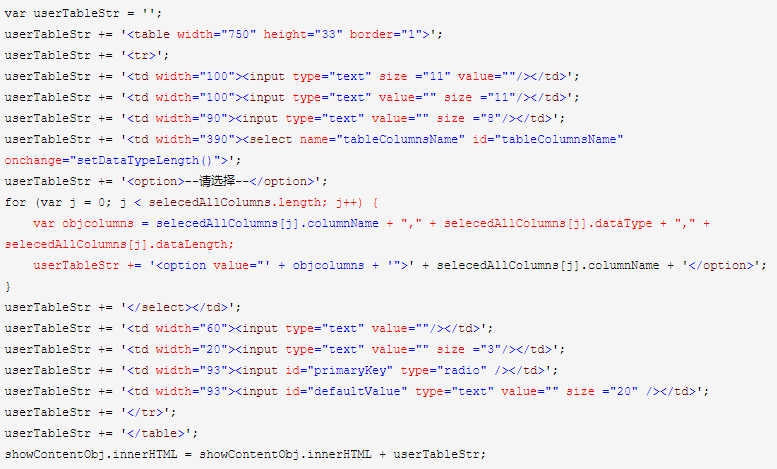 var userTableStr = '';
userTableStr += '<table width="750" height="33" border="1">';
userTableStr += '<tr>';
userTableStr += '<td width="100"><input type="text" size ="11" value=""/></td>';
userTableStr += '<td width="100"><input type="text" value="" size ="11"/></td>';
userTableStr += '<td width="90"><input type="text" value="" size ="8"/></td>';
userTableStr += '<td width="390"><select name="tableColumnsName" id="tableColumnsName"
onchange="setDataTypeLength()">';
userTableStr += '<option>--请选择--</option>';
for (var j = 0; j < selecedAllColumns.length; j++) {
    var objcolumns = selecedAllColumns[j].columnName + "," + selecedAllColumns[j].dataType + "," +
selecedAllColumns[j].dataLength;
    userTableStr += '<option value="' + objcolumns + '">' + selecedAllColumns[j].columnName + '</option>';
}
userTableStr += '</select></td>';
userTableStr += '<td width="60"><input type="text" value=""/></td>';
userTableStr += '<td width="20"><input type="text" value="" size ="3"/></td>';
userTableStr += '<td width="93"><input id="primaryKey" type="radio" /></td>';
userTableStr += '<td width="93"><input id="defaultValue" type="text" value="" size ="20" /></td>';
userTableStr += '</tr>';
userTableStr += '</table>';
showContentObj.innerHTML = showContentObj.innerHTML + userTableStr;